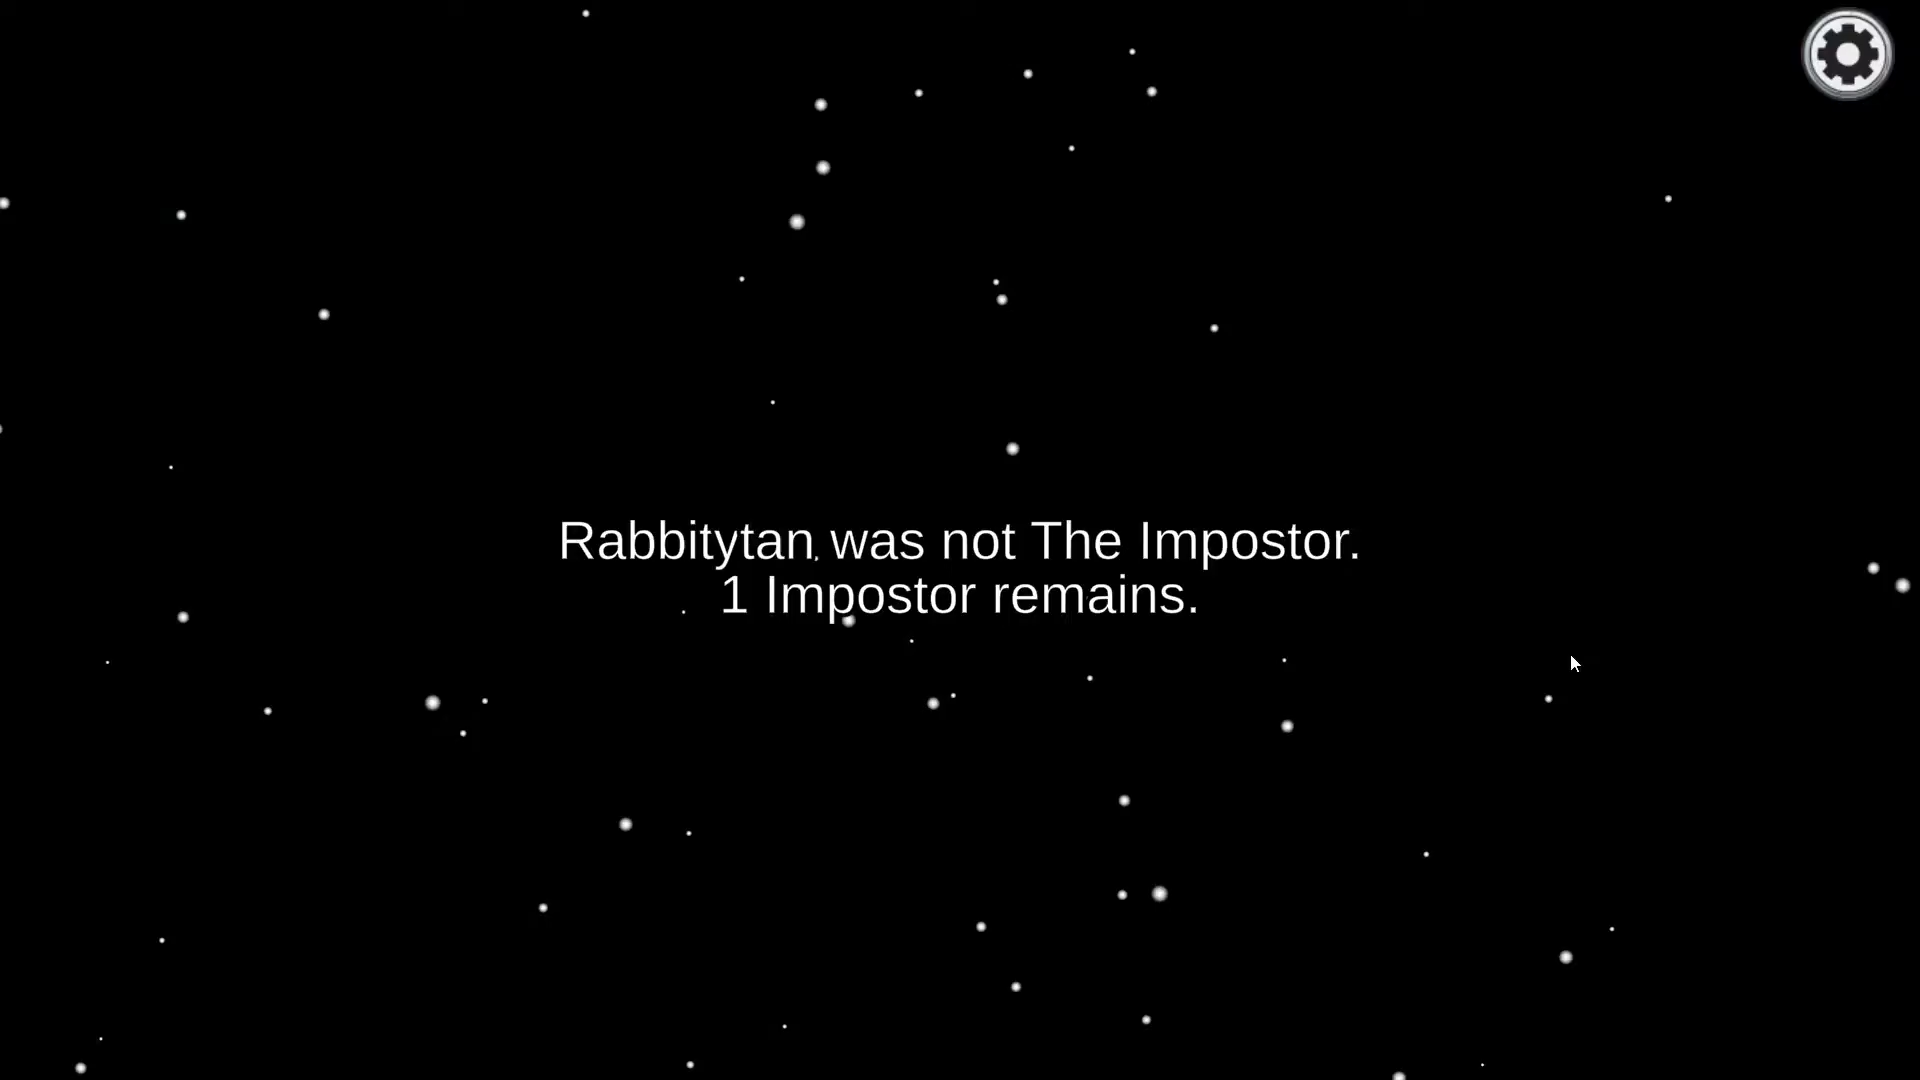 Rabbitytan was not The Impostor.
1 Impostor remains.